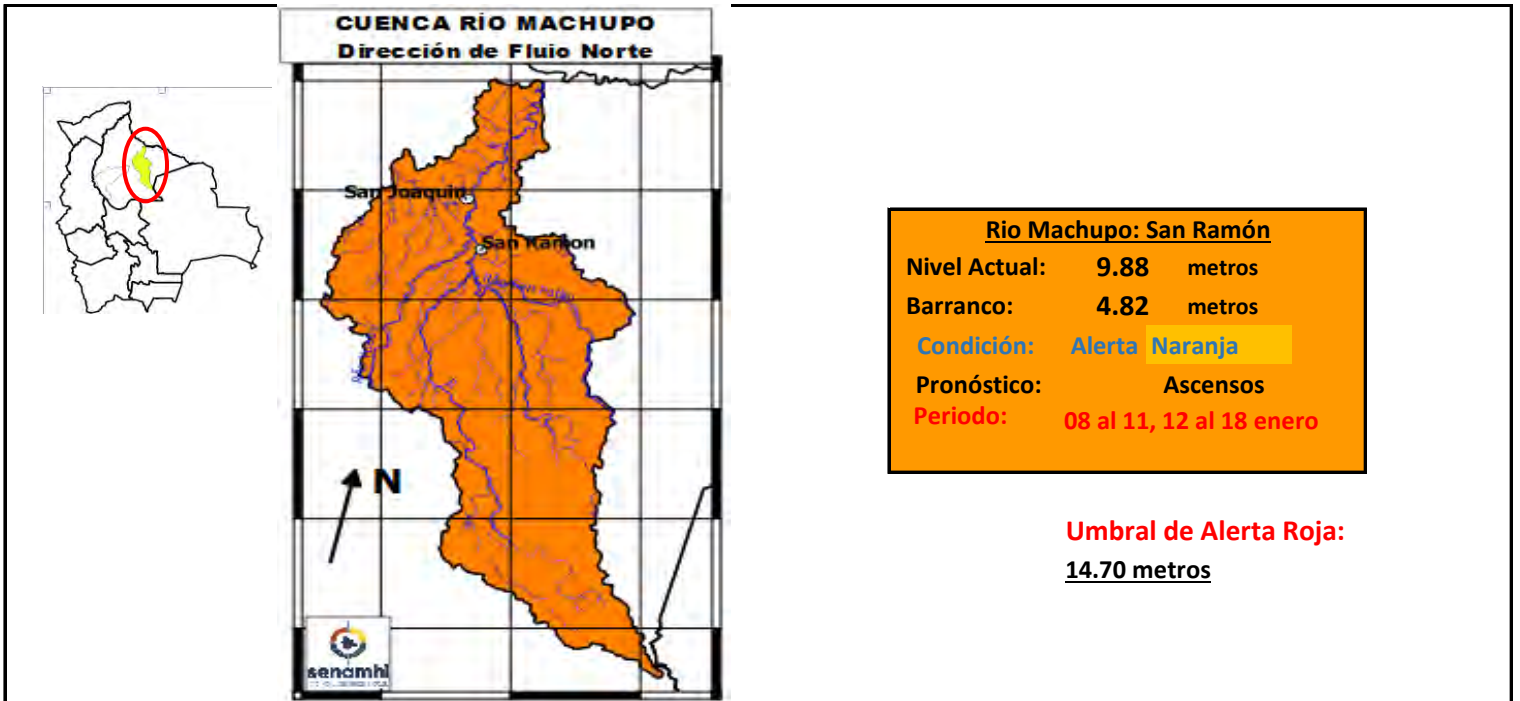 CUENCA RÍO MACHUPO
Dirección de Fluio Norte
San Joaquin
San Ramon
N
senamhi
Rio Machupo: San Ramón
Nivel Actual: 9.88 metros
Barranco: 4.82 metros
Condición: Alerta Naranja
Pronóstico: Ascensos
Periodo: 08 al 11, 12 al 18 enero
Umbral de Alerta Roja:
14.70 metros